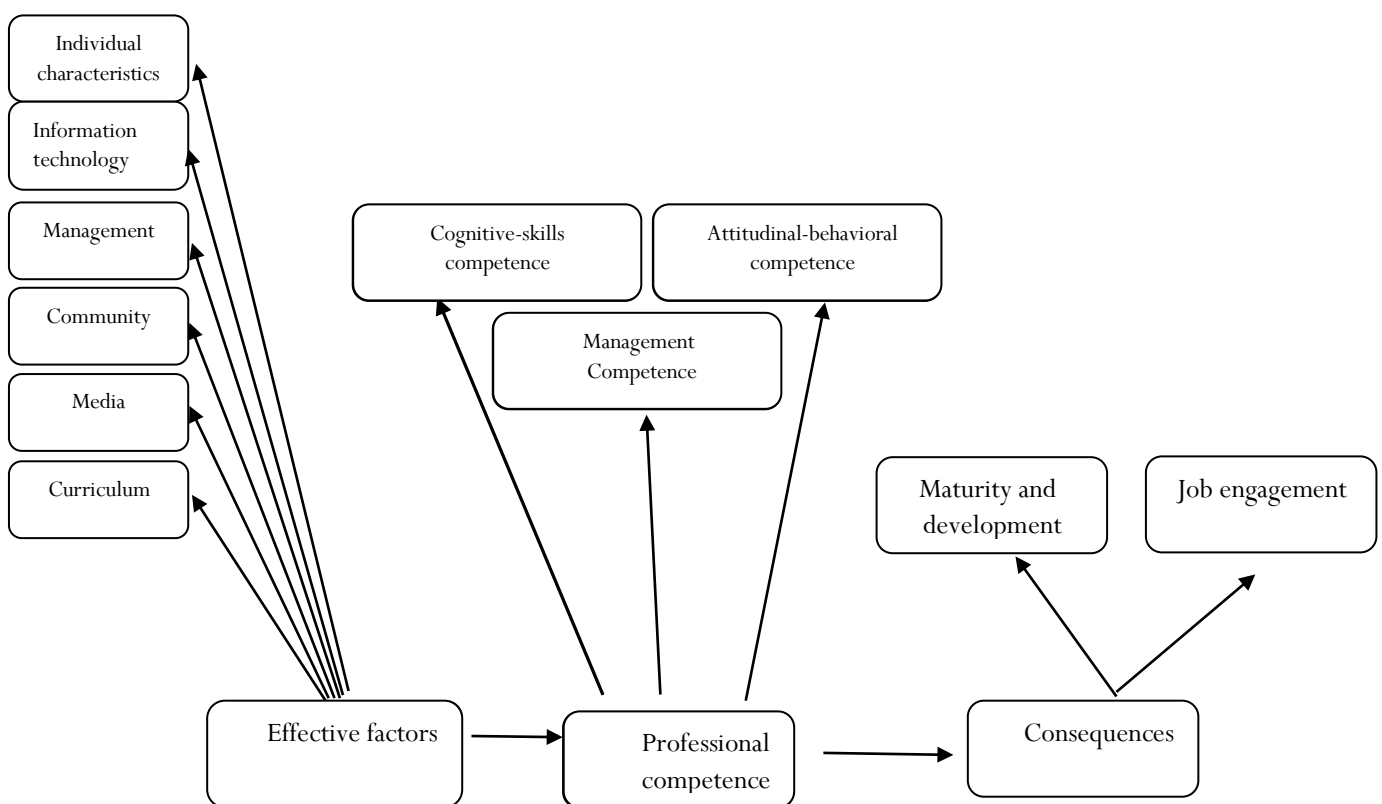 Individual
characteristics
Information
technology
Management
Community
Media
Curriculum
Cognitive-skills
competence
Attitudinal-behavioral
competence
Management
Competence
Maturity and
development
Job engagement
Effective factors
Professional
competence
Consequences